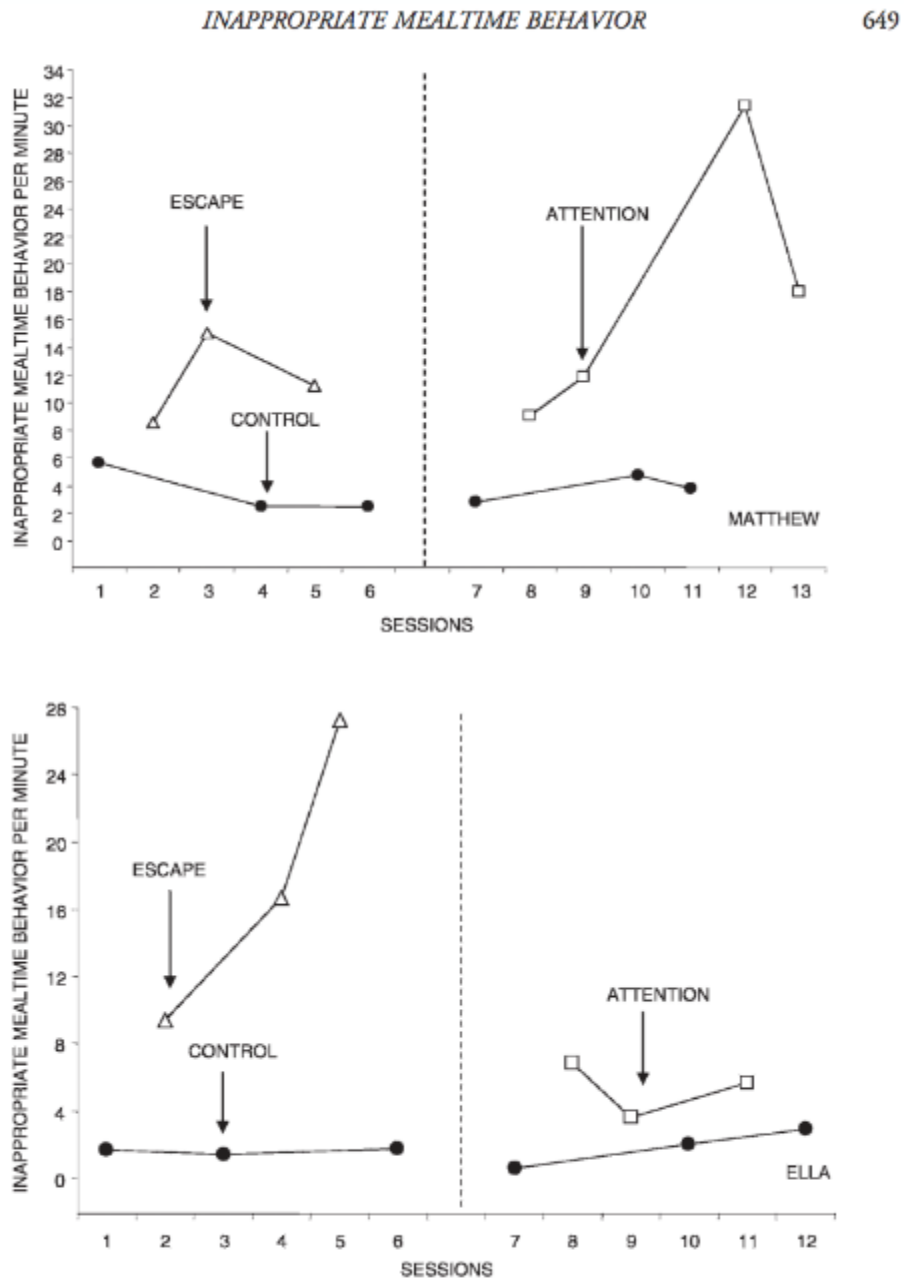 INAPPROPRIATE MEALTIME BEHAVIOR 649
INAPPROPRIATE MEALTIME BEHAVIOR PER MINUTE
34
32
30
28
26
24
22
20
18
16
14
12
10
8
6
4
2
0
ESCAPE
CONTROL
ATTENTION
MATTHEW
1 2 3 4 5 6 7 8 9 10 11 12 13
SESSIONS
INAPPROPRIATE MEALTIME BEHAVIOR PER MINUTE
28
24
20
16
12
8
4
0
ESCAPE
CONTROL
ATTENTION
ELLA
1 2 3 4 5 6 7 8 9 10 11 12
SESSIONS